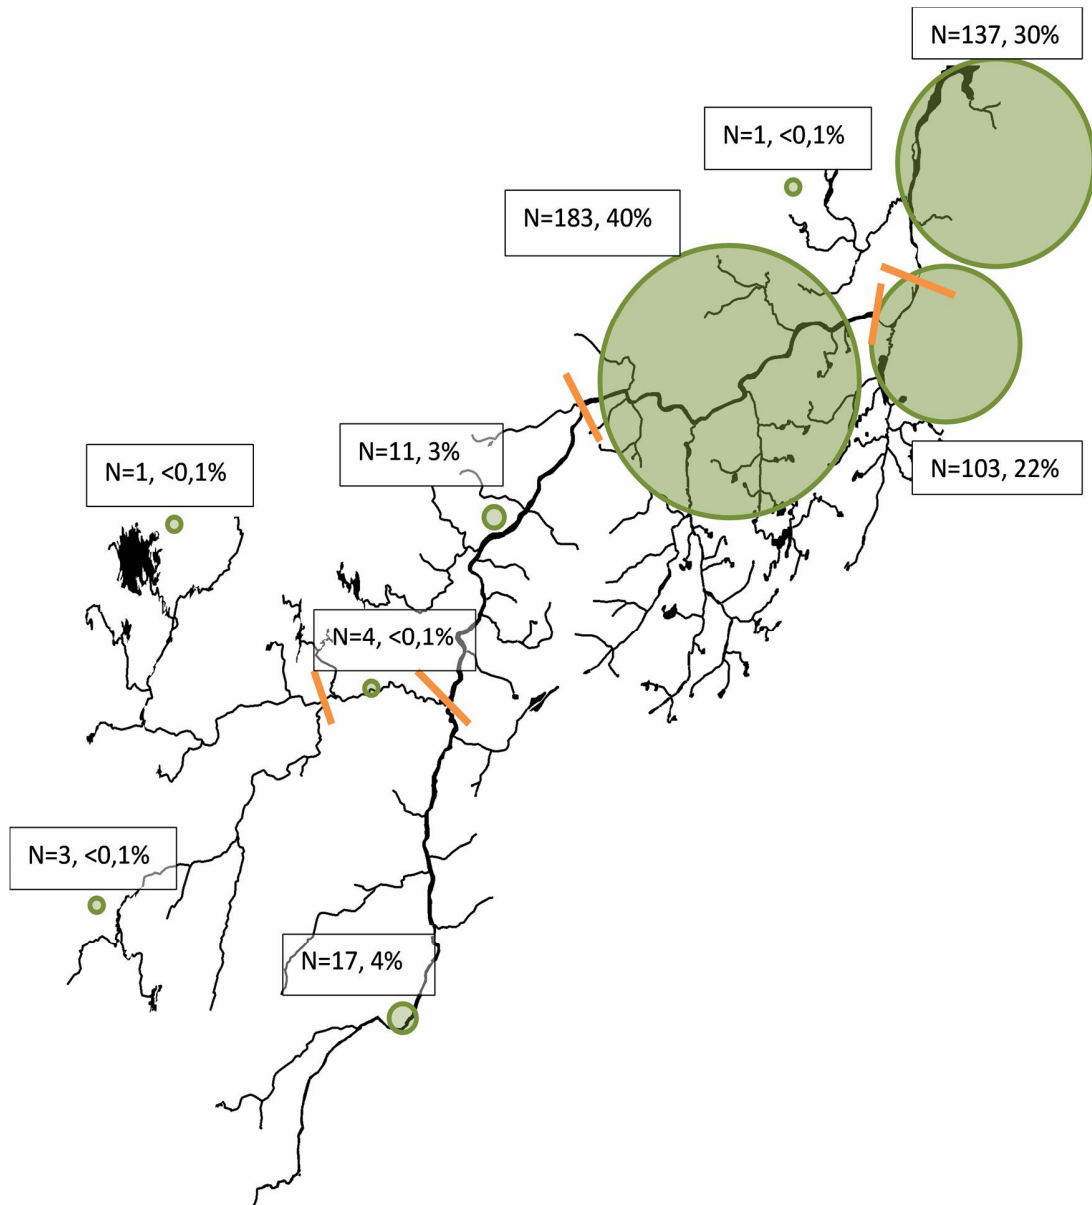 N=137, 30%
N=1, <0,1%
N=183, 40%
N=11, 3%
N=1, <0,1%
N=103, 22%
N=4, <0,1%
N=3, <0,1%
N=17, 4%